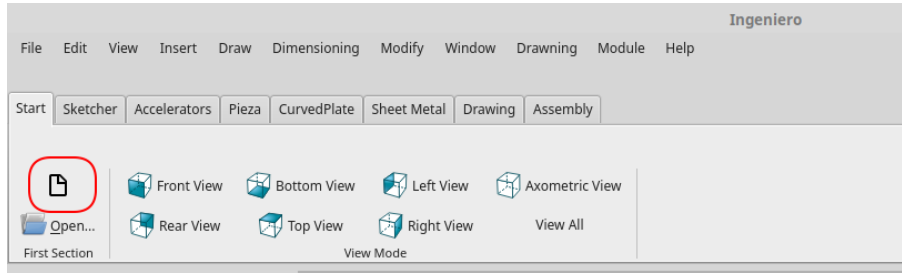 Ingeniero
File Edit View Insert Draw Dimensioning Modify Window Drawning Module Help
Start Sketcher Accelerators Pieza CurvedPlate Sheet Metal Drawing Assembly
Front View Bottom View Left View Axometric View
Open... Rear View Top View Right View View All
First Section View Mode